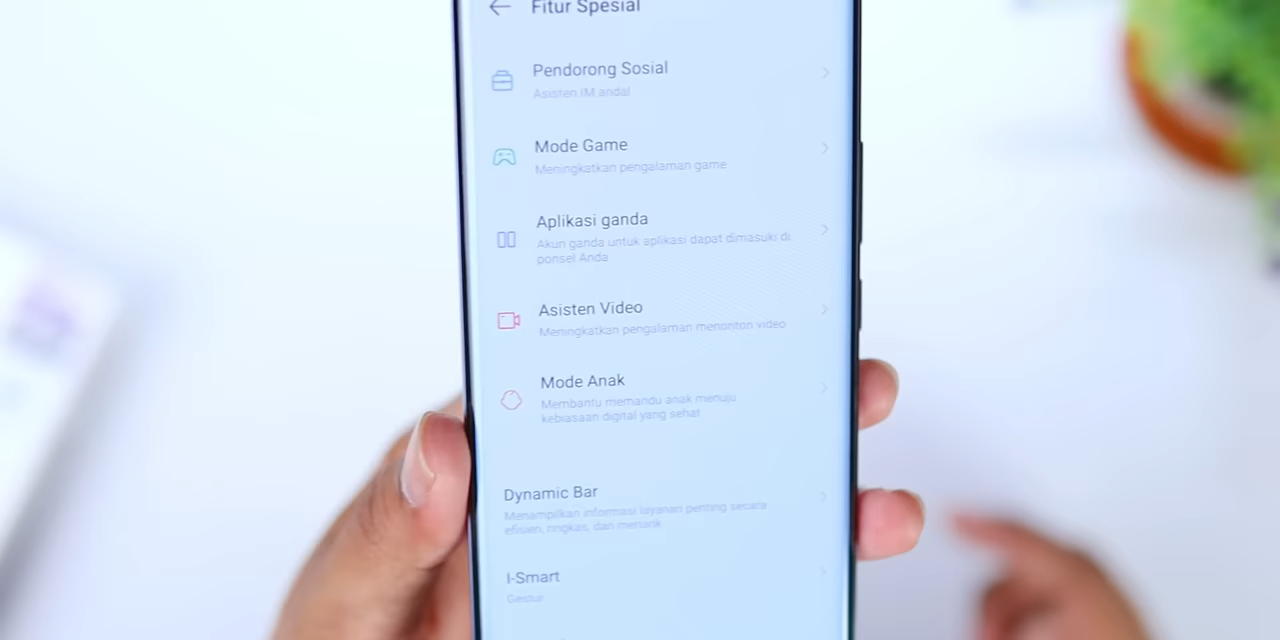 Fitur Spesial
Pendorong Sosial
Asisten IM andal
Mode Game
Meningkatkan pengalaman game
Aplikasi ganda
Akun ganda untuk aplikasi dapat dimasuki di
ponsel Anda
Asisten Video
Meningkatkan pengalaman menonton video
Mode Anak
Membantu memandu anak menuju
kebiasaan digital yang sehat
Dynamic Bar
Menampilkan informasi layanan penting secara
efisien, ringkas, dan menarik
I-Smart
Gestur